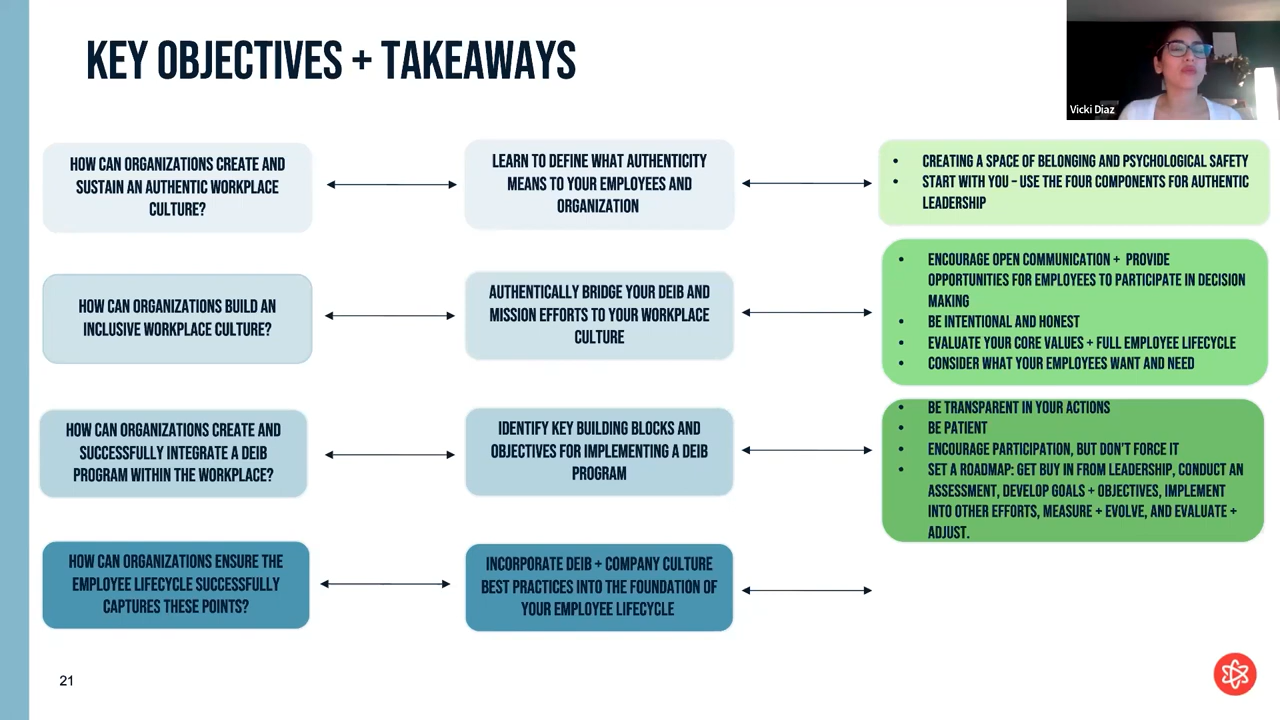 KEY OBJECTIVES + TAKEAWAYS
Vicki Diaz
HOW CAN ORGANIZATIONS CREATE AND
SUSTAIN AN AUTHENTIC WORKPLACE
CULTURE?
LEARN TO DEFINE WHAT AUTHENTICITY
MEANS TO YOUR EMPLOYEES AND
ORGANIZATION
• CREATING A SPACE OF BELONGING AND PSYCHOLOGICAL SAFETY
• START WITH YOU – USE THE FOUR COMPONENTS FOR AUTHENTIC
LEADERSHIP
HOW CAN ORGANIZATIONS BUILD AN
INCLUSIVE WORKPLACE CULTURE?
AUTHENTICALLY BRIDGE YOUR DEIB AND
MISSION EFFORTS TO YOUR WORKPLACE
CULTURE
• ENCOURAGE OPEN COMMUNICATION + PROVIDE
OPPORTUNITIES FOR EMPLOYEES TO PARTICIPATE IN DECISION
MAKING
• BE INTENTIONAL AND HONEST
• EVALUATE YOUR CORE VALUES + FULL EMPLOYEE LIFECYCLE
• CONSIDER WHAT YOUR EMPLOYEES WANT AND NEED
HOW CAN ORGANIZATIONS CREATE AND
SUCCESSFULLY INTEGRATE A DEIB
PROGRAM WITHIN THE WORKPLACE?
IDENTIFY KEY BUILDING BLOCKS AND
OBJECTIVES FOR IMPLEMENTING A DEIB
PROGRAM
• BE TRANSPARENT IN YOUR ACTIONS
• BE PATIENT
• ENCOURAGE PARTICIPATION, BUT DON'T FORCE IT
• SET A ROADMAP: GET BUY IN FROM LEADERSHIP, CONDUCT AN
ASSESSMENT, DEVELOP GOALS + OBJECTIVES, IMPLEMENT
INTO OTHER EFFORTS, MEASURE + EVOLVE, AND EVALUATE +
ADJUST.
HOW CAN ORGANIZATIONS ENSURE THE
EMPLOYEE LIFECYCLE SUCCESSFULLY
CAPTURES THESE POINTS?
INCORPORATE DEIB + COMPANY CULTURE
BEST PRACTICES INTO THE FOUNDATION OF
YOUR EMPLOYEE LIFECYCLE
21